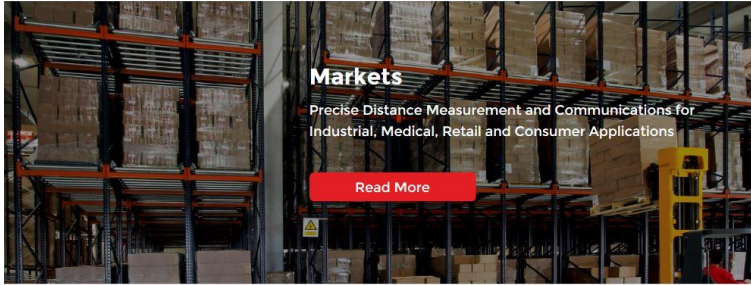 Markets
Precise Distance Measurement and Communications for
Industrial, Medical, Retail and Consumer Applications
Read More